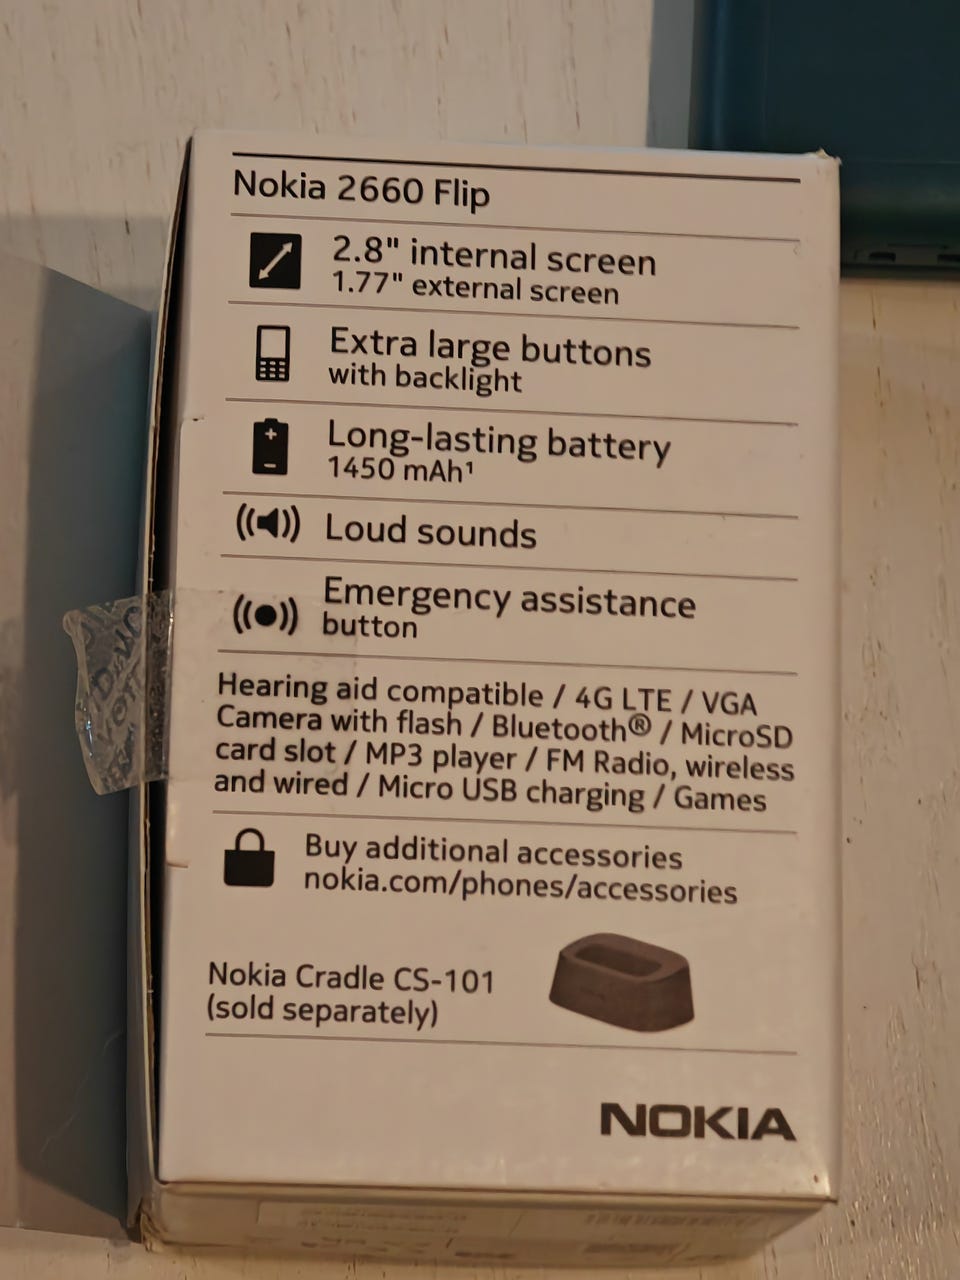 Nokia 2660 Flip
2.8" internal screen
1.77" external screen
Extra large buttons
with backlight
Long-lasting battery
1450 mAh¹
Loud sounds
Emergency assistance
button
Hearing aid compatible / 4G LTE / VGA
Camera with flash / Bluetooth® / MicroSD
card slot / MP3 player / FM Radio, wireless
and wired / Micro USB charging / Games
Buy additional accessories
nokia.com/phones/accessories
Nokia Cradle CS-101
(sold separately)
NOKIA